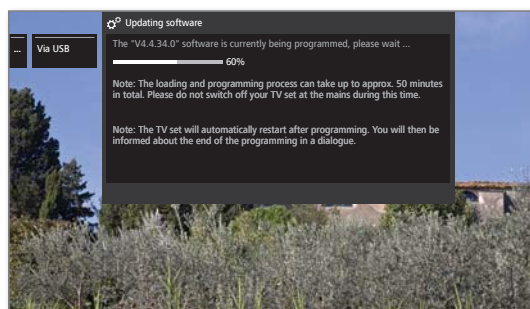 Updating software
... Via USB
The "V4.4.34.0" software is currently being programmed, please wait ...
60%
Note: The loading and programming process can take up to approx. 50 minutes
in total. Please do not switch off your TV set at the mains during this time.
Note: The TV set will automatically restart after programming. You will then be
informed about the end of the programming in a dialogue.